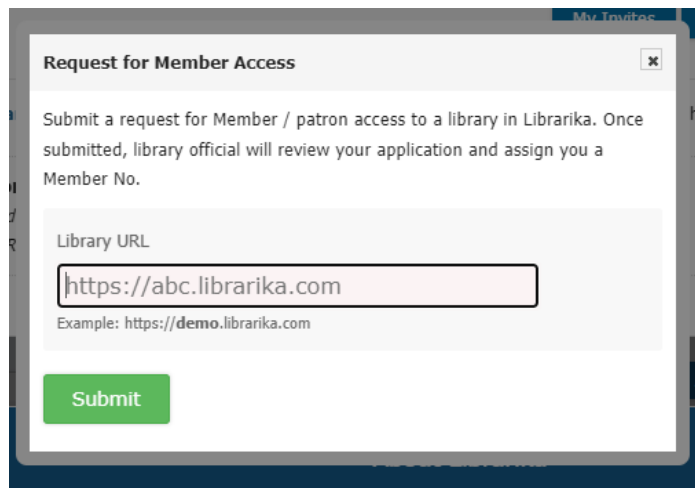 My Invites
Request for Member Access
Submit a request for Member / patron access to a library in Librarika. Once
submitted, library official will review your application and assign you a
Member No.
Library URL
https://abc.librarika.com
Example: https://demo.librarika.com
Submit